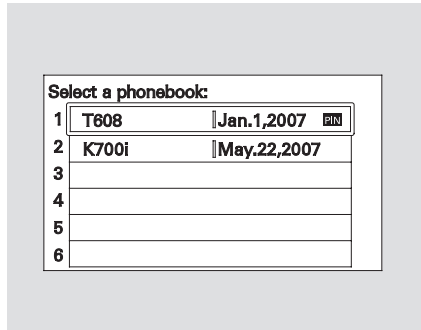 Select a phonebook:
1 T608 Jan.1,2007 PIN
2 K700i May.22,2007
3
4
5
6